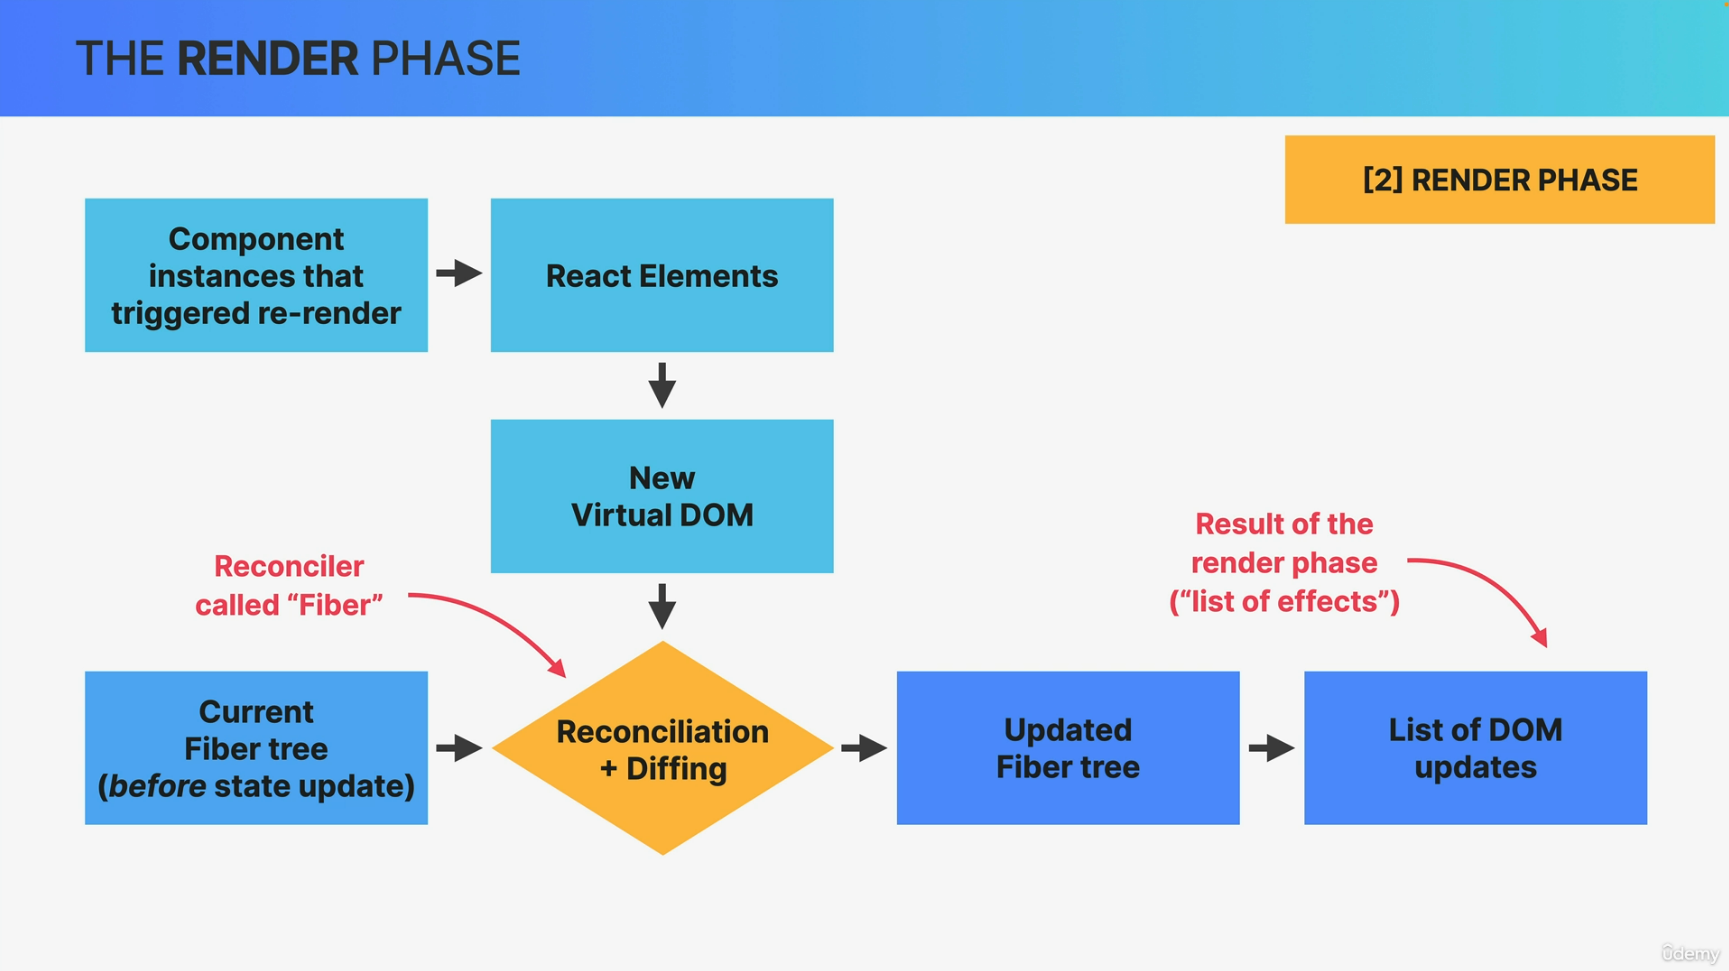 THE RENDER PHASE
[2] RENDER PHASE
Component
instances that
triggered re-render
React Elements
New
Virtual DOM
Reconciler
called “Fiber”
Result of the
render phase
(“list of effects”)
Current
Fiber tree
(before state update)
Reconciliation
+ Diffing
Updated
Fiber tree
List of DOM
updates
ûdemy